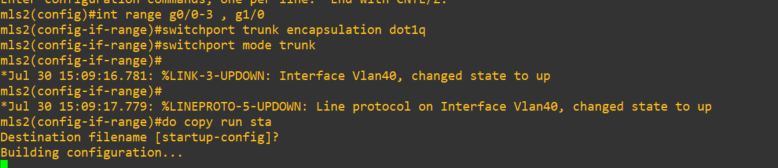 Enter configuration commands, one per line.  End with CNTL/Z.
mls2(config)#int range g0/0-3 , g1/0
mls2(config-if-range)#switchport trunk encapsulation dot1q
mls2(config-if-range)#switchport mode trunk
mls2(config-if-range)#
*Jul 30 15:09:16.781: %LINK-3-UPDOWN: Interface Vlan40, changed state to up
mls2(config-if-range)#
*Jul 30 15:09:17.779: %LINEPROTO-5-UPDOWN: Line protocol on Interface Vlan40, changed state to up
mls2(config-if-range)#do copy run sta
Destination filename [startup-config]?
Building configuration...